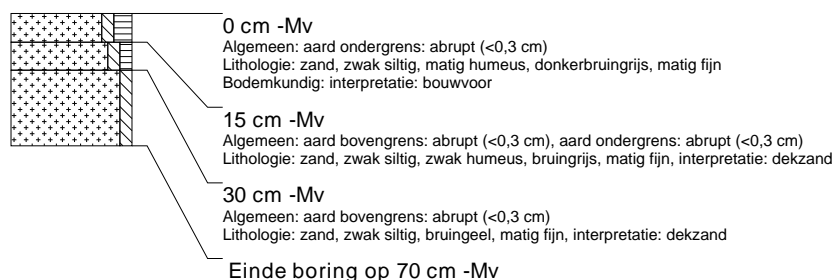 0 cm -Mv
Algemeen: aard ondergrens: abrupt (<0,3 cm)
Lithologie: zand, zwak siltig, matig humeus, donkerbruingrijs, matig fijn
Bodemkundig: interpretatie: bouwvoor
15 cm -Mv
Algemeen: aard bovengrens: abrupt (<0,3 cm), aard ondergrens: abrupt (<0,3 cm)
Lithologie: zand, zwak siltig, zwak humeus, bruingrijs, matig fijn, interpretatie: dekzand
30 cm -Mv
Algemeen: aard bovengrens: abrupt (<0,3 cm)
Lithologie: zand, zwak siltig, bruingeel, matig fijn, interpretatie: dekzand
Einde boring op 70 cm -Mv